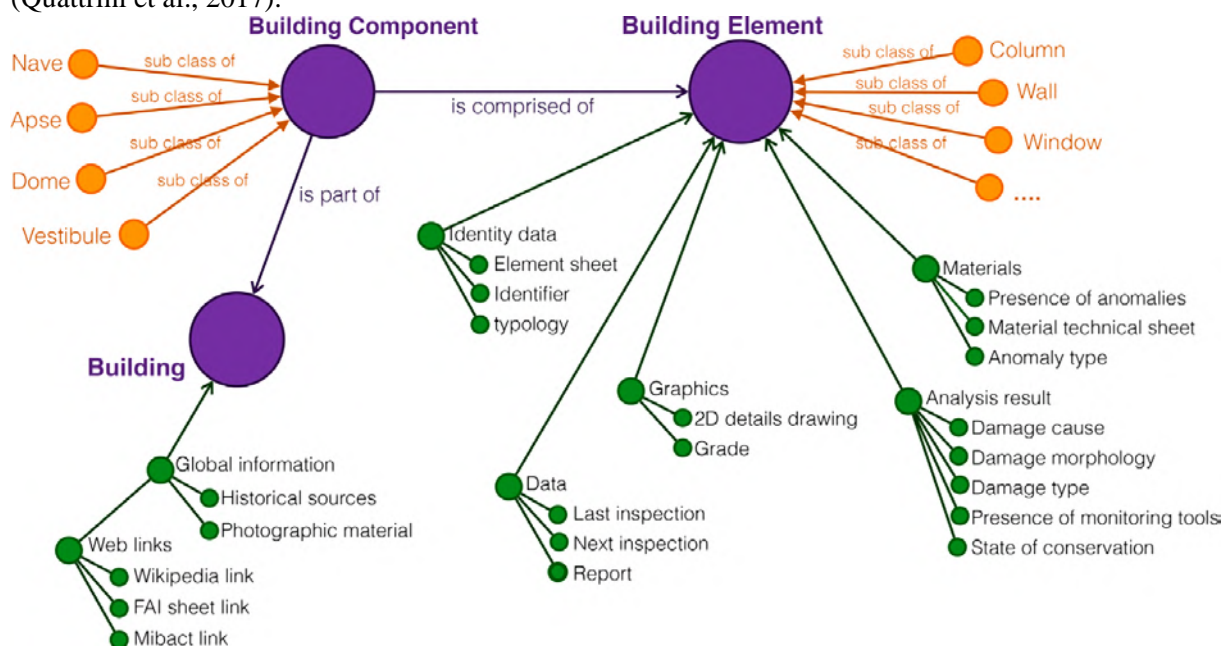 (Quattrini et al., 2017).
Building Component
Building Element
Nave
sub class of
Apse
sub class of
Dome
sub class of
Vestibule
sub class of
is comprised of
is part of
sub class of
Column
sub class of
Wall
sub class of
Window
sub class of
....
Building
Identity data
Element sheet
Identifier
typology
Materials
Presence of anomalies
Material technical sheet
Anomaly type
Graphics
2D details drawing
Grade
Analysis result
Damage cause
Damage morphology
Damage type
Presence of monitoring tools
State of conservation
Global information
Historical sources
Photographic material
Data
Last inspection
Next inspection
Report
Web links
Wikipedia link
FAI sheet link
Mibact link